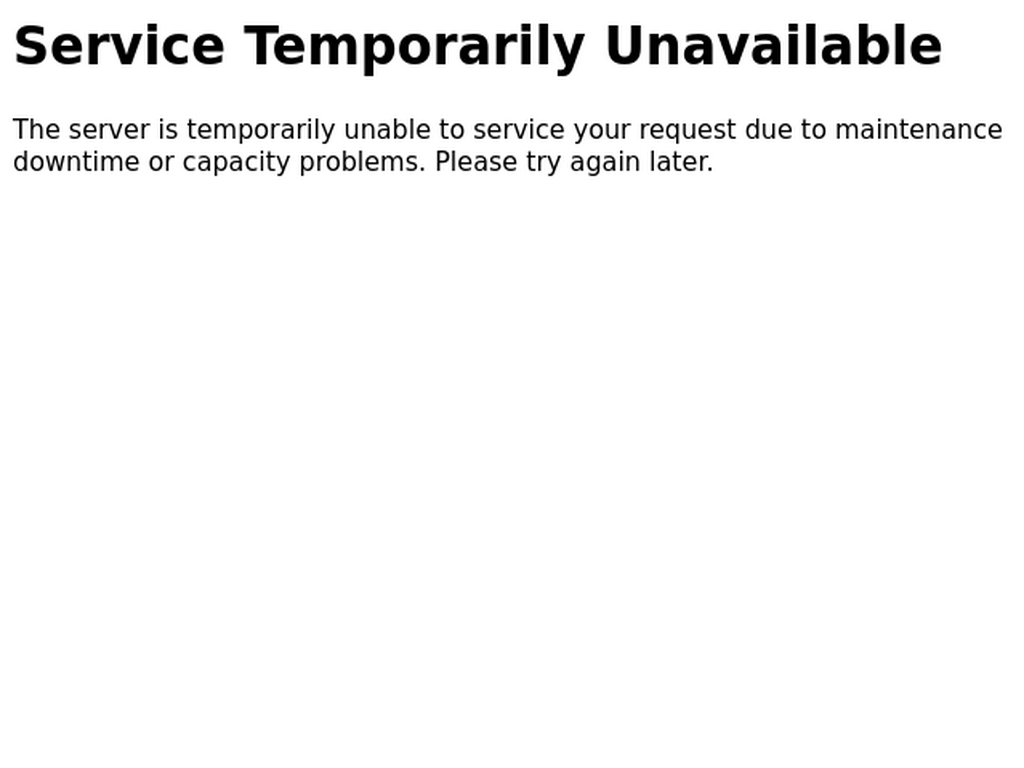 Service Temporarily Unavailable
The server is temporarily unable to service your request due to maintenance
downtime or capacity problems. Please try again later.